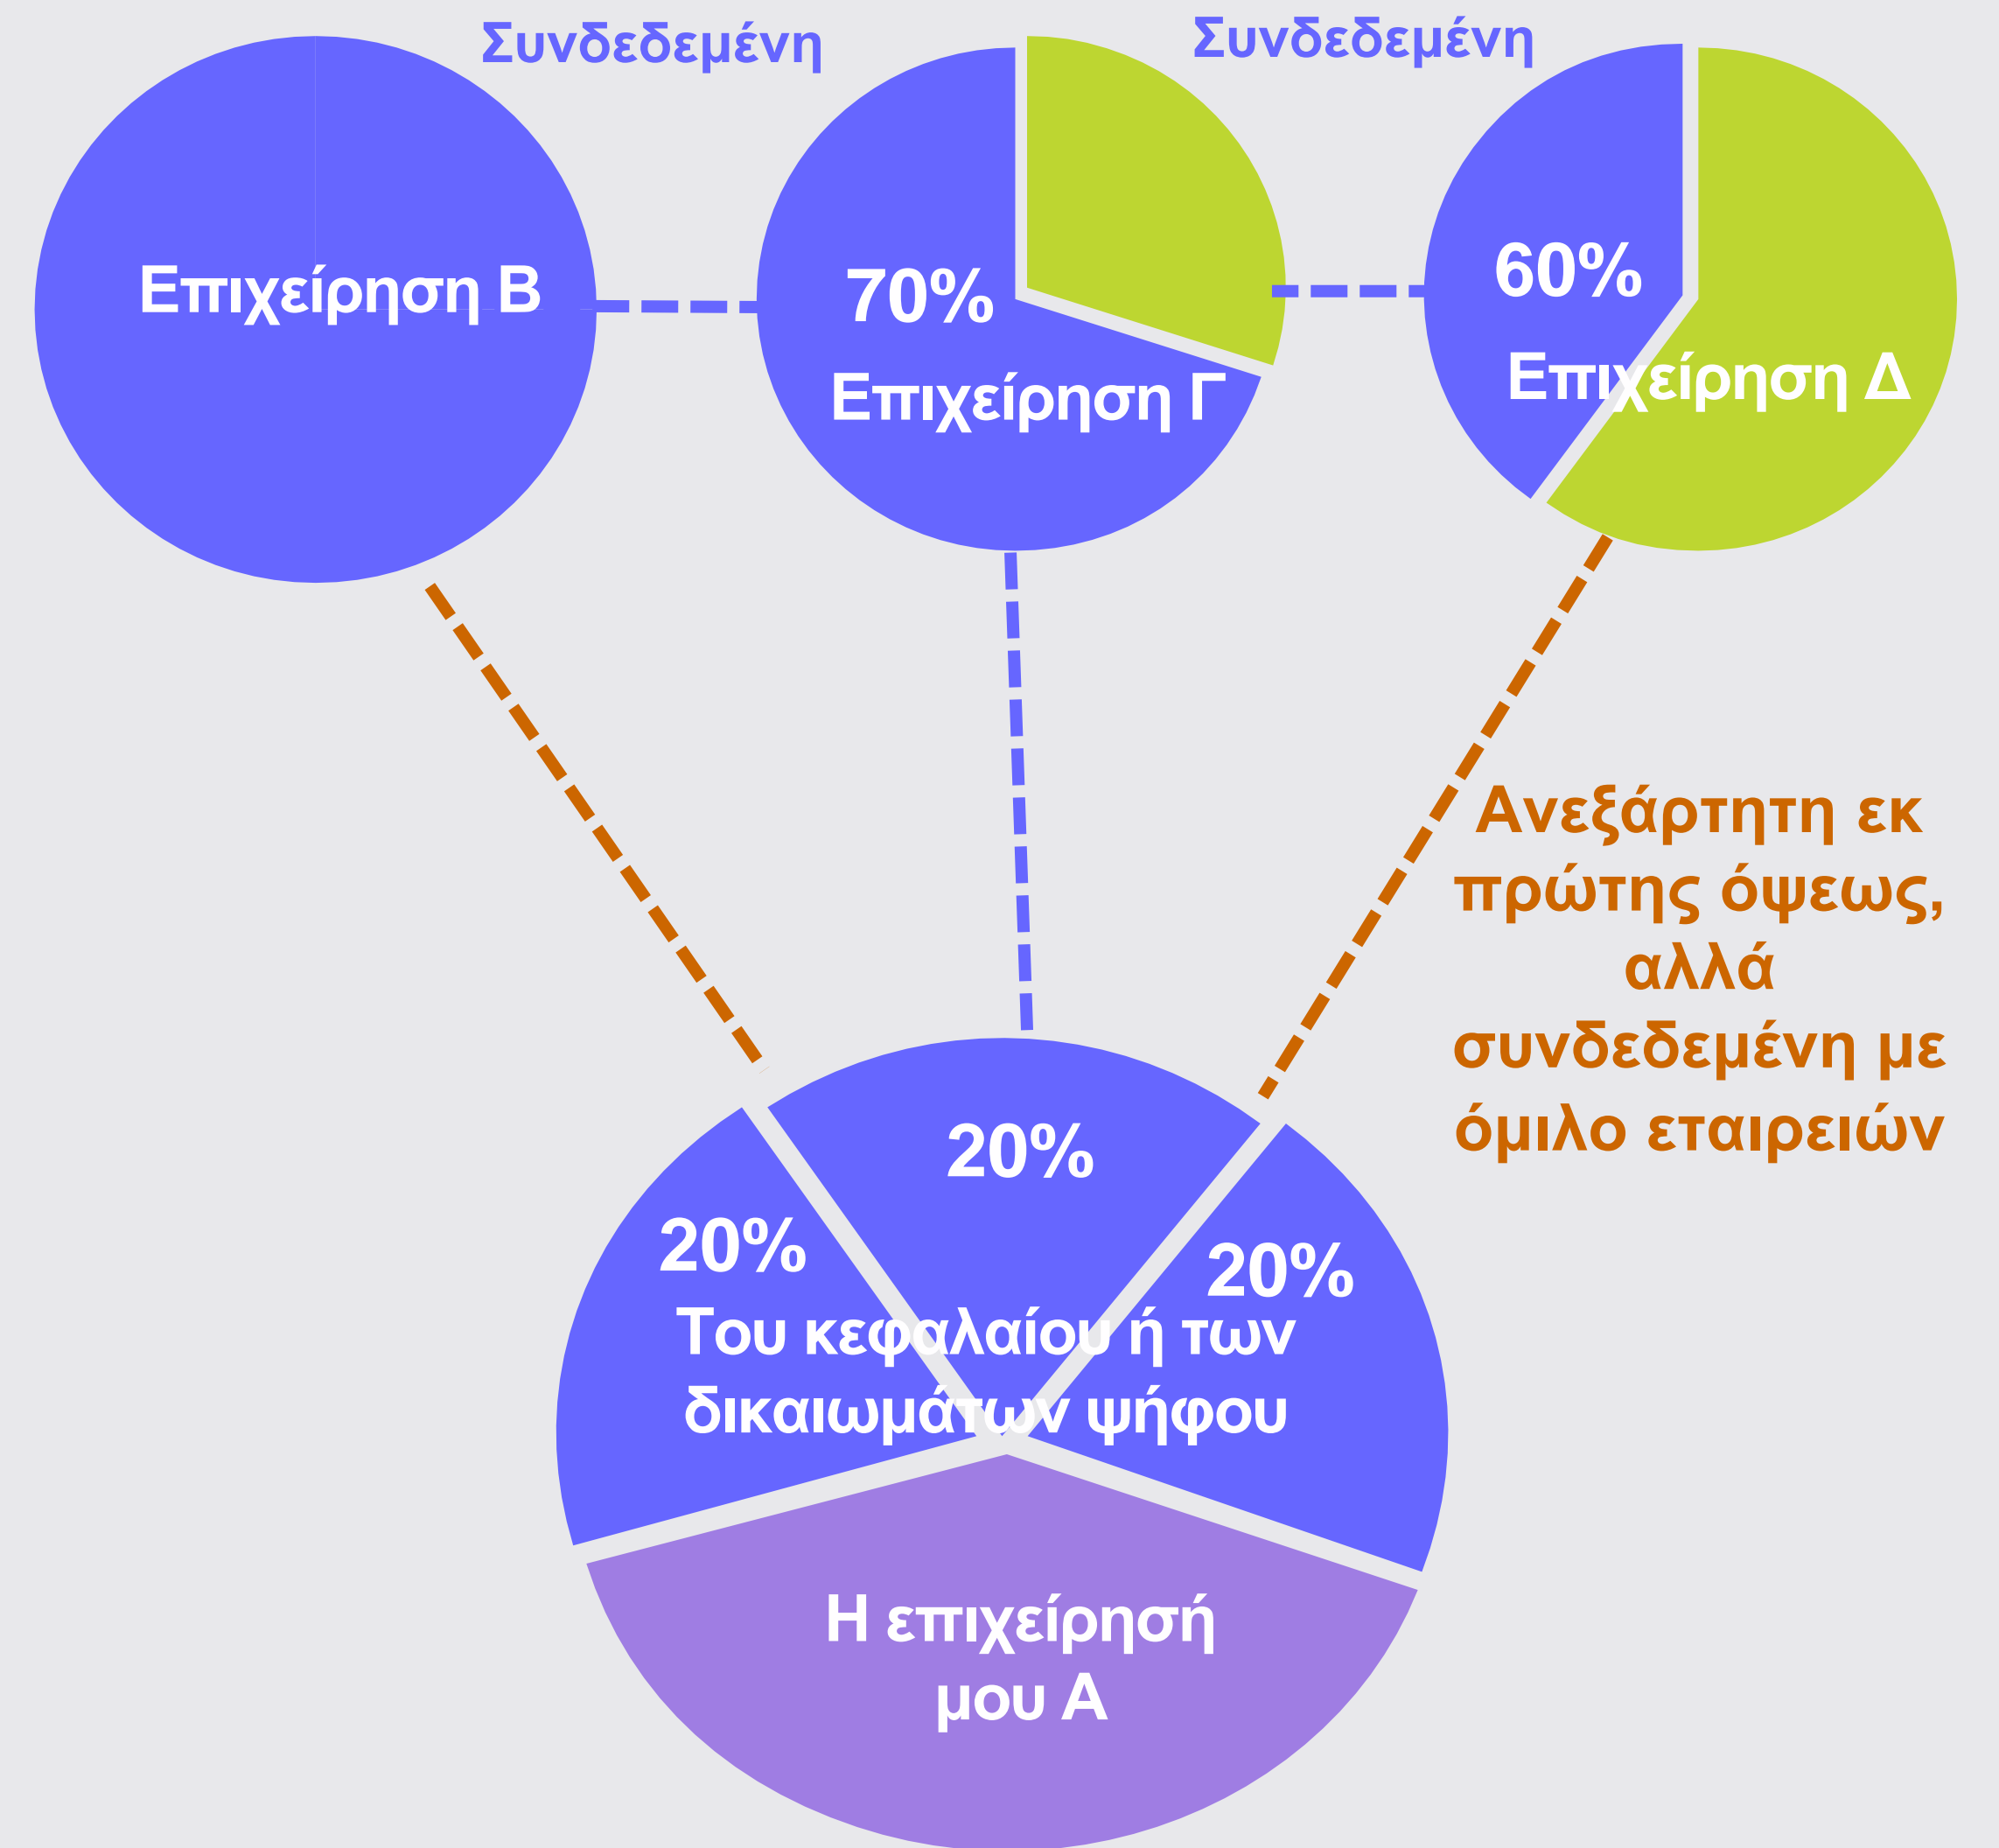 Συνδεδεμένη
Συνδεδεμένη
Επιχείρηση Β
70%
Επιχείρηση Γ
60%
Επιχείρηση Δ
Ανεξάρτητη εκ
πρώτης όψεως,
αλλά
συνδεδεμένη με
όμιλο εταιρειών
20%
20%
20%
Του κεφαλαίου ή των
δικαιωμάτων ψήφου
Η επιχείρησή
μου Α